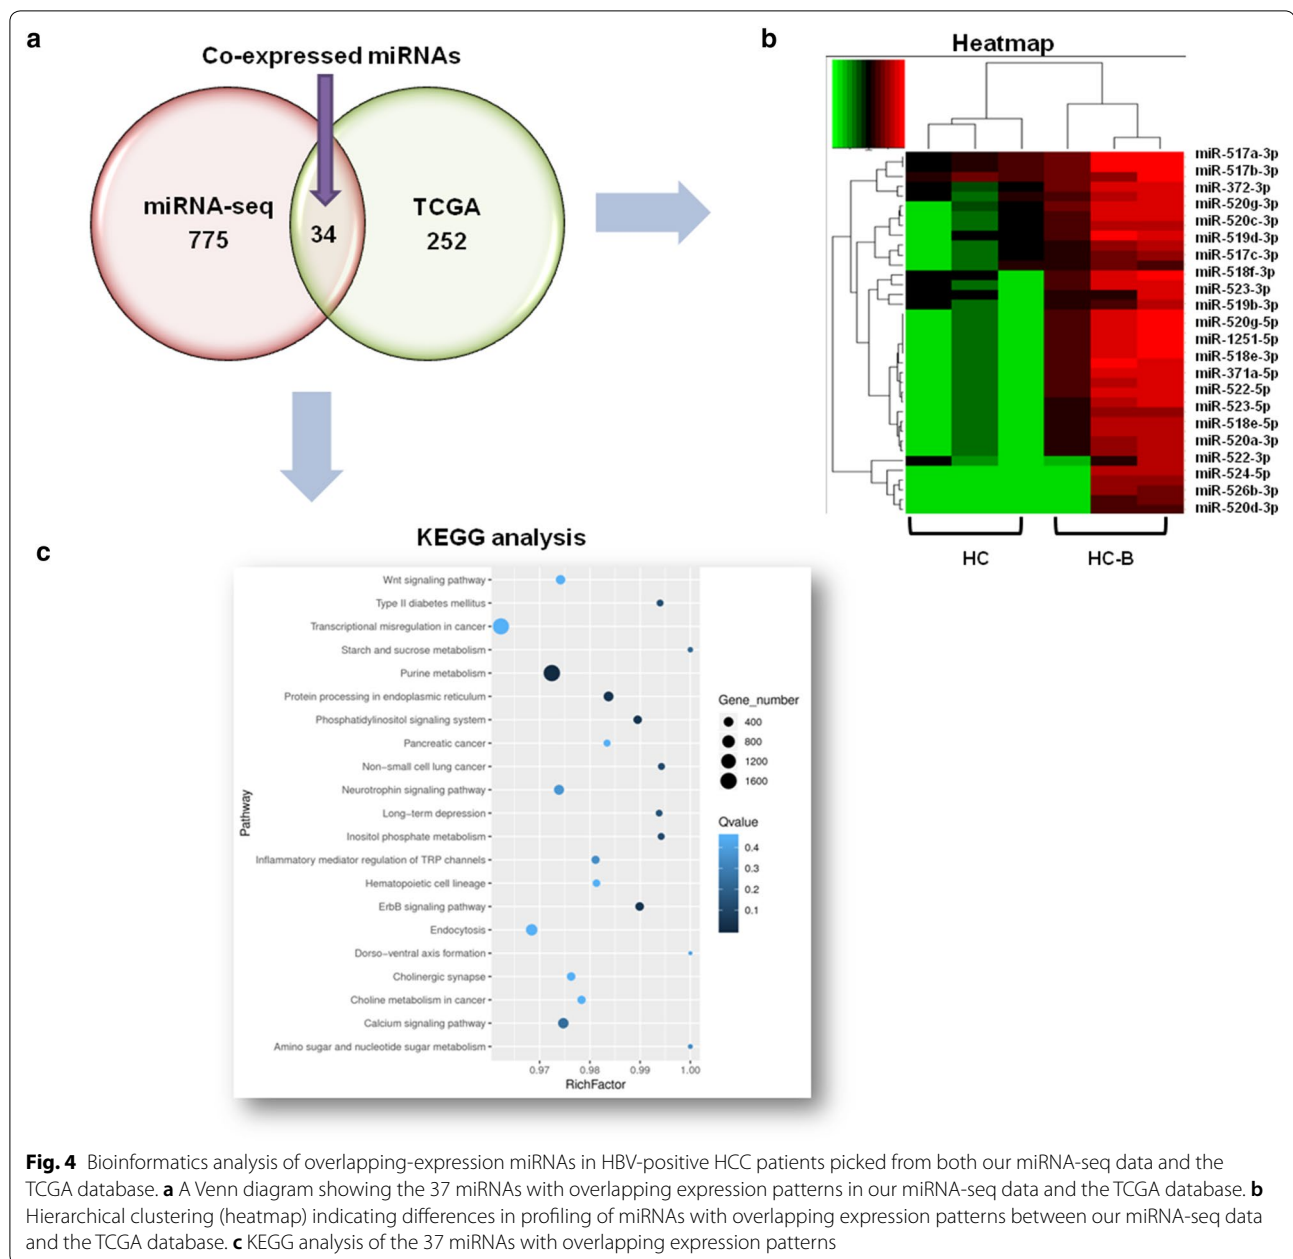 a
Co-expressed miRNAs
miRNA-seq
775
34
TCGA
252
b
Heatmap
miR-517a-3p
miR-517b-3p
miR-372-3p
miR-520g-3p
miR-520c-3p
miR-519d-3p
miR-517c-3p
miR-518f-3p
miR-523-3p
miR-519b-3p
miR-520g-5p
miR-1251-5p
miR-518e-3p
miR-371a-5p
miR-522-5p
miR-523-5p
miR-518e-5p
miR-520a-3p
miR-522-3p
miR-524-5p
miR-526b-3p
miR-520d-3p
HC
HC-B
c
KEGG analysis
Pathway
Wnt signaling pathway
Type II diabetes mellitus
Transcriptional misregulation in cancer
Starch and sucrose metabolism
Purine metabolism
Protein processing in endoplasmic reticulum
Phosphatidylinositol signaling system
Pancreatic cancer
Non−small cell lung cancer
Neurotrophin signaling pathway
Long−term depression
Inositol phosphate metabolism
Inflammatory mediator regulation of TRP channels
Hematopoietic cell lineage
ErbB signaling pathway
Endocytosis
Dorso−ventral axis formation
Cholinergic synapse
Choline metabolism in cancer
Calcium signaling pathway
Amino sugar and nucleotide sugar metabolism
0.97 0.98 0.99 1.00
RichFactor
Gene_number
400
800
1200
1600
Qvalue
0.4
0.3
0.2
0.1
Fig. 4 Bioinformatics analysis of overlapping-expression miRNAs in HBV-positive HCC patients picked from both our miRNA-seq data and the
TCGA database. a A Venn diagram showing the 37 miRNAs with overlapping expression patterns in our miRNA-seq data and the TCGA database. b
Hierarchical clustering (heatmap) indicating differences in profiling of miRNAs with overlapping expression patterns between our miRNA-seq data
and the TCGA database. c KEGG analysis of the 37 miRNAs with overlapping expression patterns